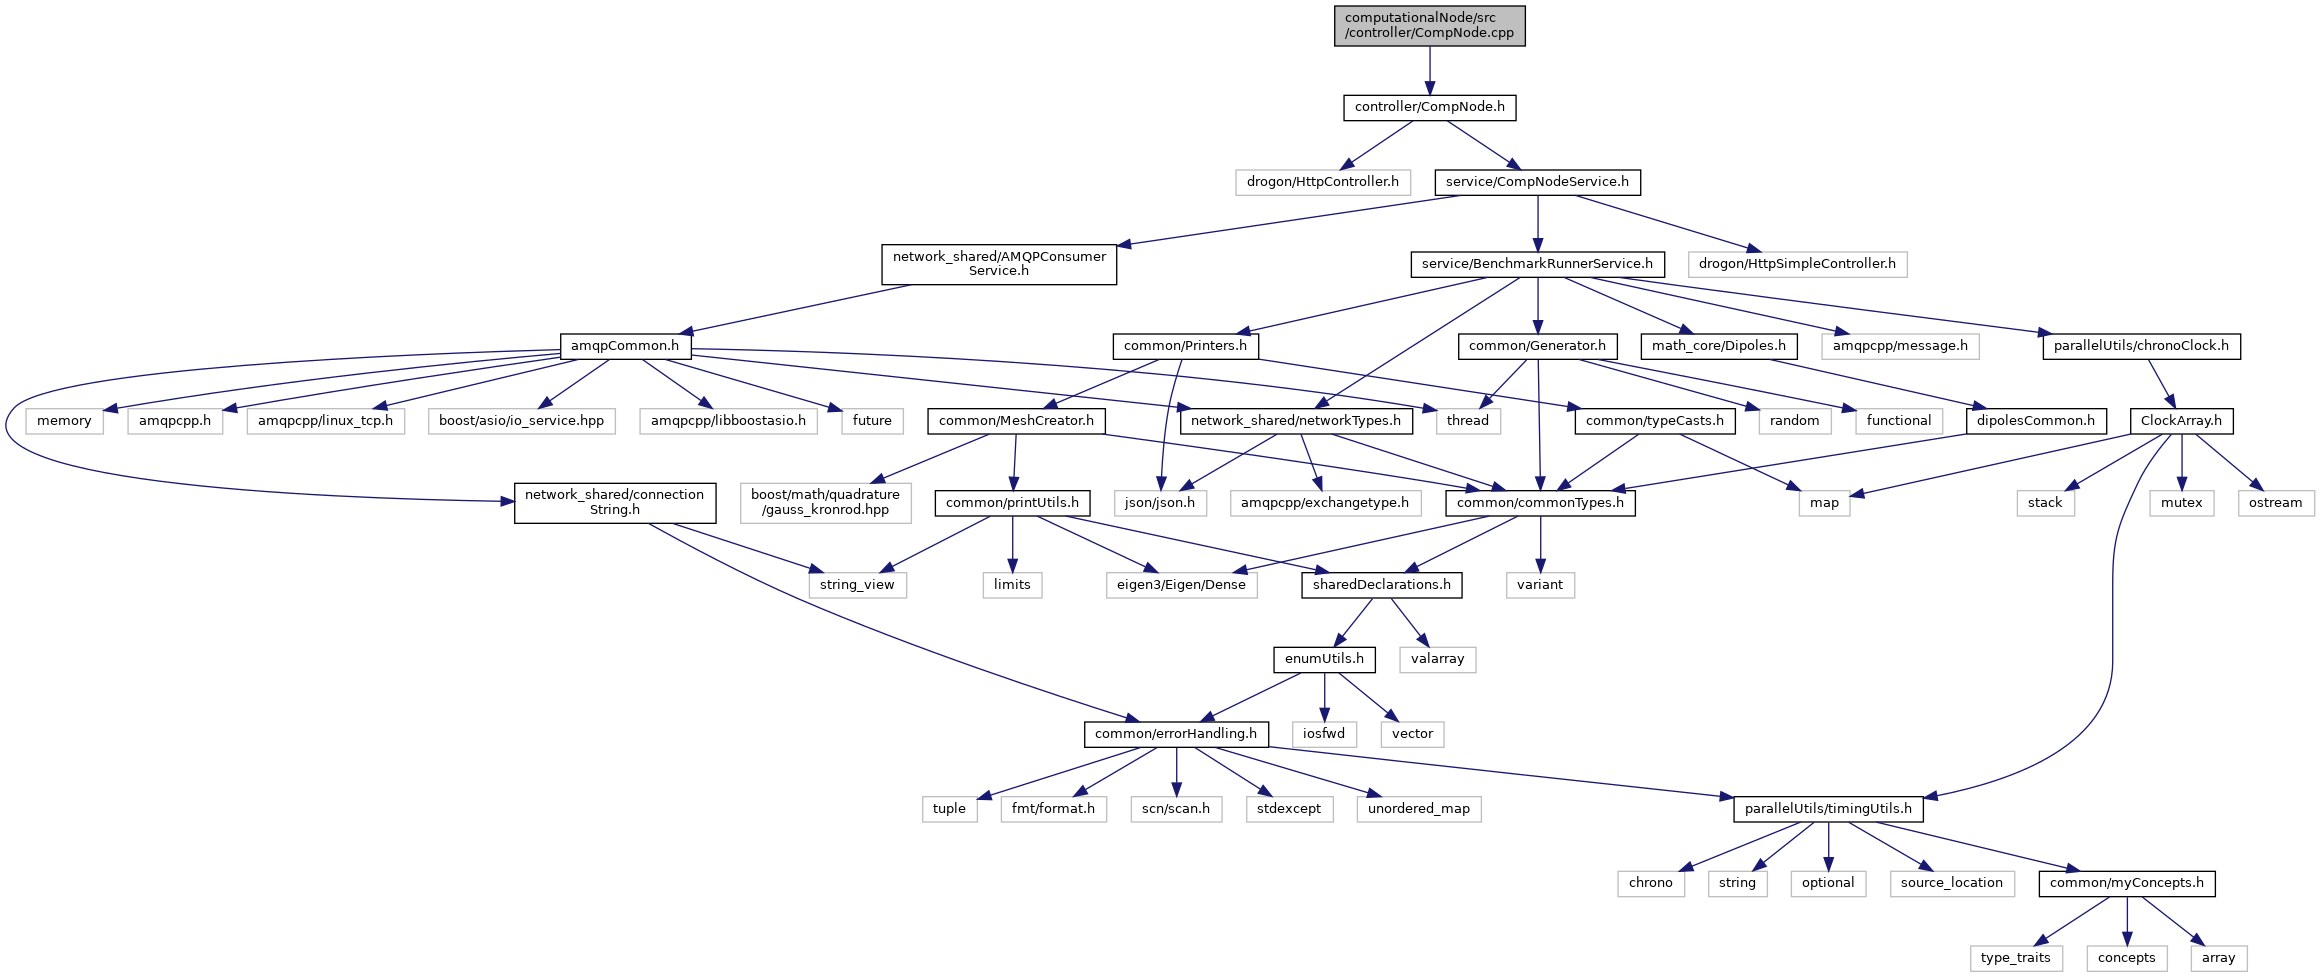 computationalNode/src
/controller/CompNode.cpp
controller/CompNode.h
drogon/HttpController.h
service/CompNodeService.h
network_shared/AMQPConsumer
Service.h
service/BenchmarkRunnerService.h
drogon/HttpSimpleController.h
amqpCommon.h
common/Printers.h
common/Generator.h
math_core/Dipoles.h
amqpcpp/message.h
parallelUtils/chronoClock.h
memory
amqpcpp.h
amqpcpp/linux_tcp.h
boost/asio/io_service.hpp
amqpcpp/libboostasio.h
future
common/MeshCreator.h
network_shared/networkTypes.h
thread
common/typeCasts.h
random
functional
dipolesCommon.h
ClockArray.h
network_shared/connection
String.h
boost/math/quadrature
/gauss_kronrod.hpp
common/printUtils.h
json/json.h
amqpcpp/exchangetype.h
common/commonTypes.h
map
stack
mutex
ostream
string_view
limits
eigen3/Eigen/Dense
sharedDeclarations.h
variant
enumUtils.h
valarray
common/errorHandling.h
iosfwd
vector
tuple
fmt/format.h
scn/scan.h
stdexcept
unordered_map
parallelUtils/timingUtils.h
chrono
string
optional
source_location
common/myConcepts.h
type_traits
concepts
array